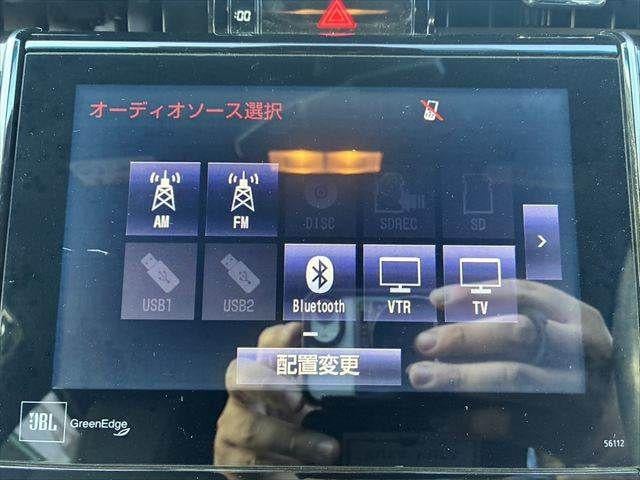 :00
オーディオソース選択
AM
FM
DISC
SDREC
SD
USB1
USB2
Bluetooth
VTR
TV
配置変更
JBL
GreenEdge
56112